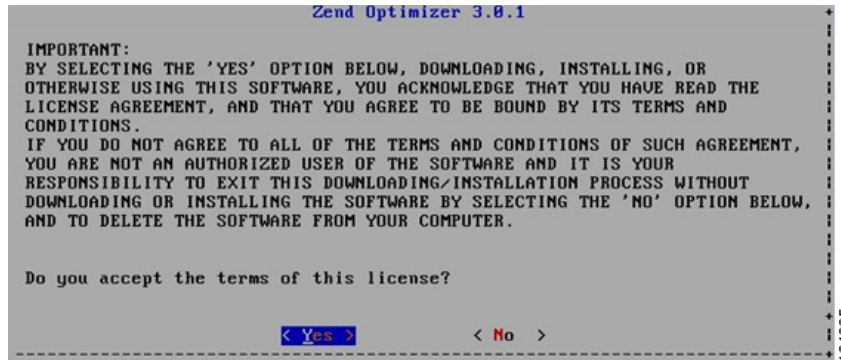 Zend Optimizer 3.0.1
IMPORTANT:
BY SELECTING THE 'YES' OPTION BELOW, DOWNLOADING, INSTALLING, OR
OTHERWISE USING THIS SOFTWARE, YOU ACKNOWLEDGE THAT YOU HAVE READ THE
LICENSE AGREEMENT, AND THAT YOU AGREE TO BE BOUND BY ITS TERMS AND
CONDITIONS.
IF YOU DO NOT AGREE TO ALL OF THE TERMS AND CONDITIONS OF SUCH AGREEMENT,
YOU ARE NOT AN AUTHORIZED USER OF THE SOFTWARE AND IT IS YOUR
RESPONSIBILITY TO EXIT THIS DOWNLOADING/INSTALLATION PROCESS WITHOUT
DOWNLOADING OR INSTALLING THE SOFTWARE BY SELECTING THE 'NO' OPTION BELOW,
AND TO DELETE THE SOFTWARE FROM YOUR COMPUTER.
Do you accept the terms of this license?
< Yes > < No >